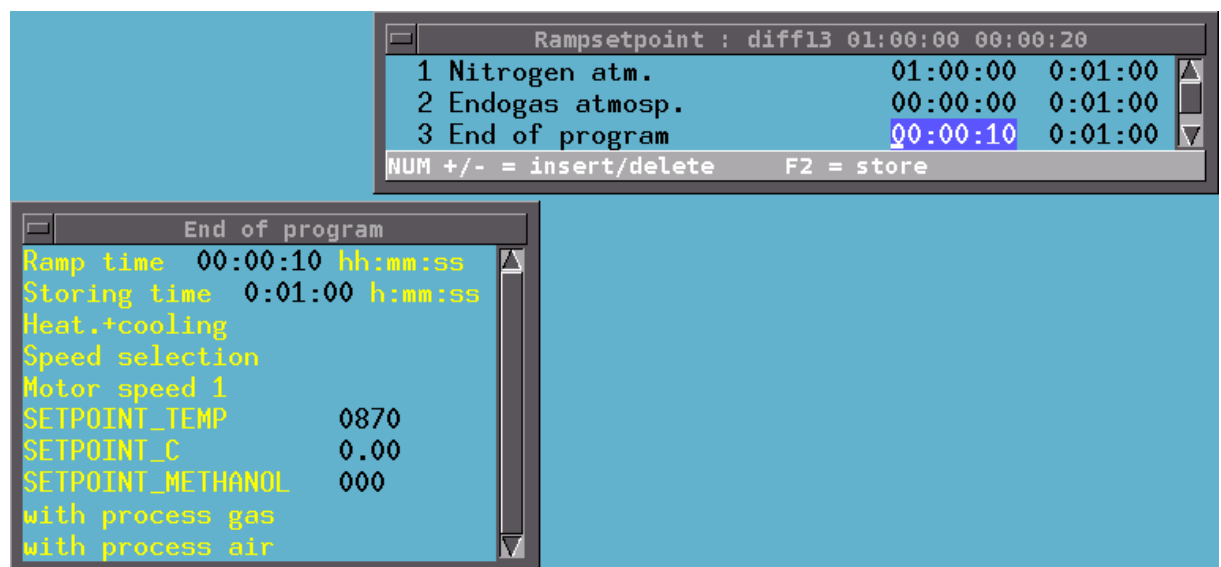 Rampsetpoint : diff13 01:00:00 00:00:20
1 Nitrogen atm. 01:00:00 0:01:00
2 Endogas atmosp. 00:00:00 0:01:00
3 End of program 00:00:10 0:01:00
NUM +/- = insert/delete F2 = store
End of program
Ramp time 00:00:10 hh:mm:ss
Storing time 0:01:00 h:mm:ss
Heat.+cooling
Speed selection
Motor speed 1
SETPOINT_TEMP 0870
SETPOINT_C 0.00
SETPOINT_METHANOL 000
with process gas
with process air